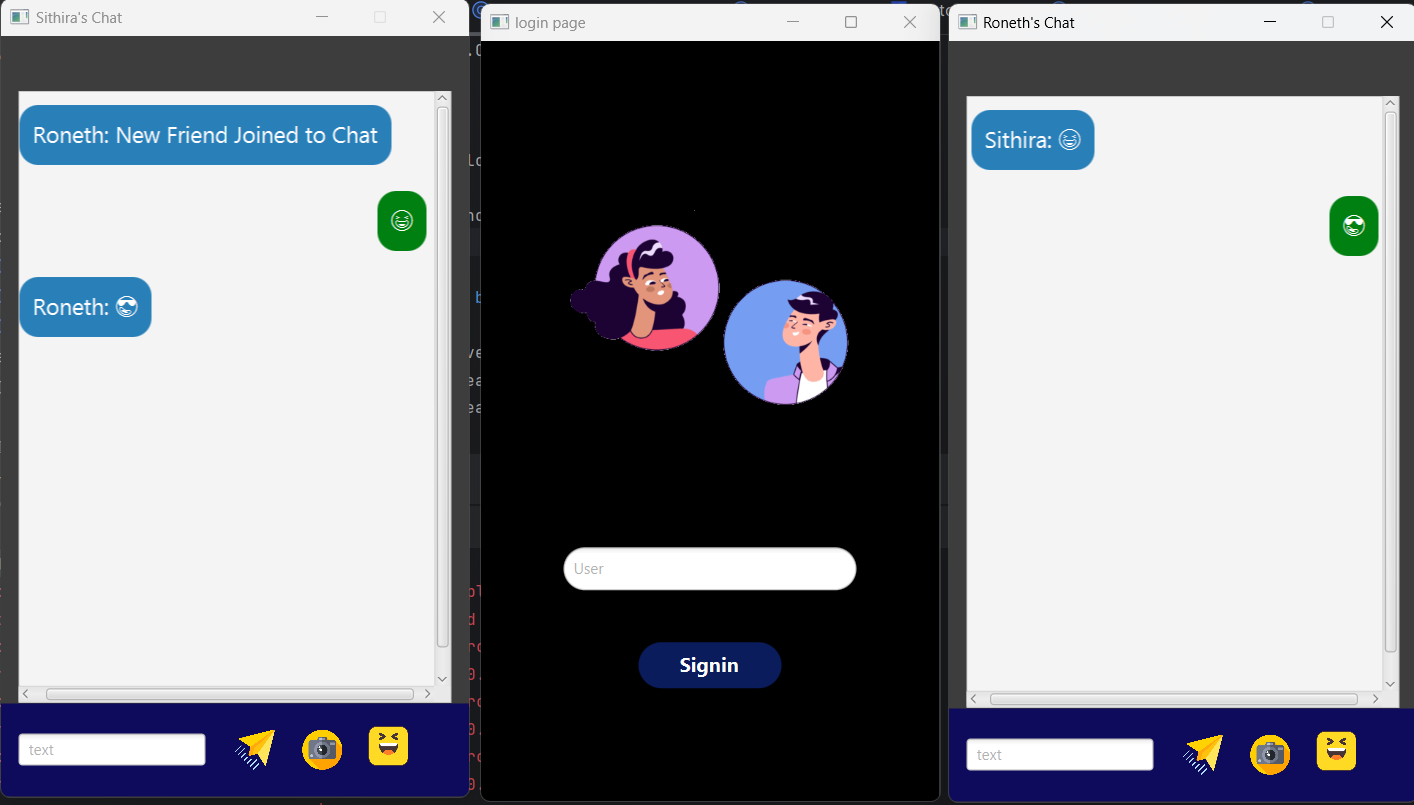 Sithira's Chat
Roneth: New Friend Joined to Chat
😆
Roneth: 😎
text
login page
User
Signin
Roneth's Chat
Sithira: 😆
😎
text